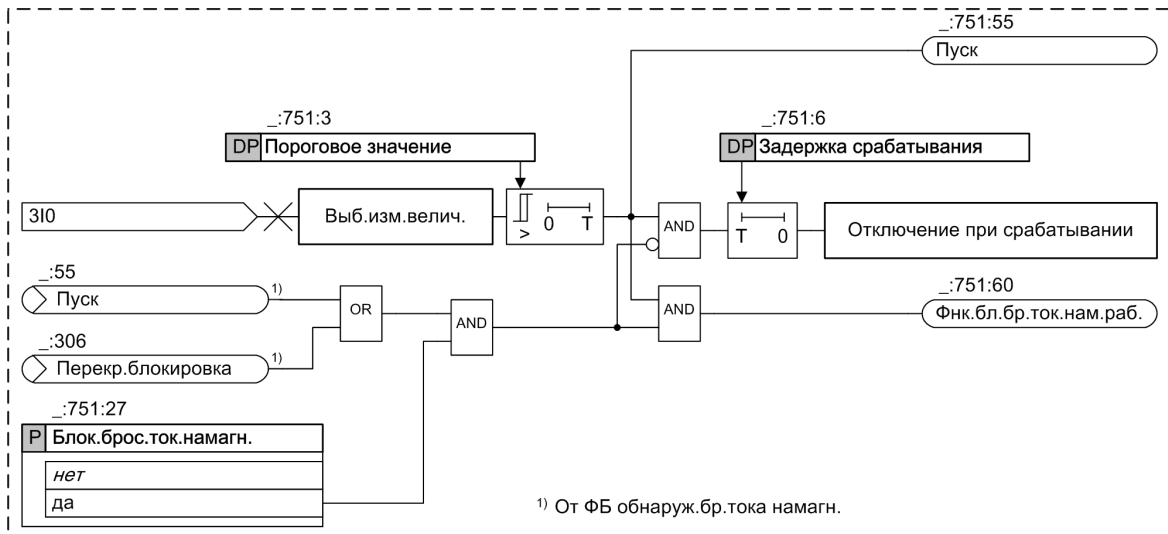 _:751:55
Пуск
_:751:3
DP Пороговое значение
_:751:6
DP Задержка срабатывания
3I0
Выб.изм.велич.
> 0 T
AND
T 0
Отключение при срабатывании
_:55
Пуск 1)
OR
AND
AND
_:751:60
Фнк.бл.бр.ток.нам.раб.
_:306
Перекр.блокировка 1)
_:751:27
P Блок.брос.ток.намагн.
нет
да
1) От ФБ обнаруж.бр.тока намагн.